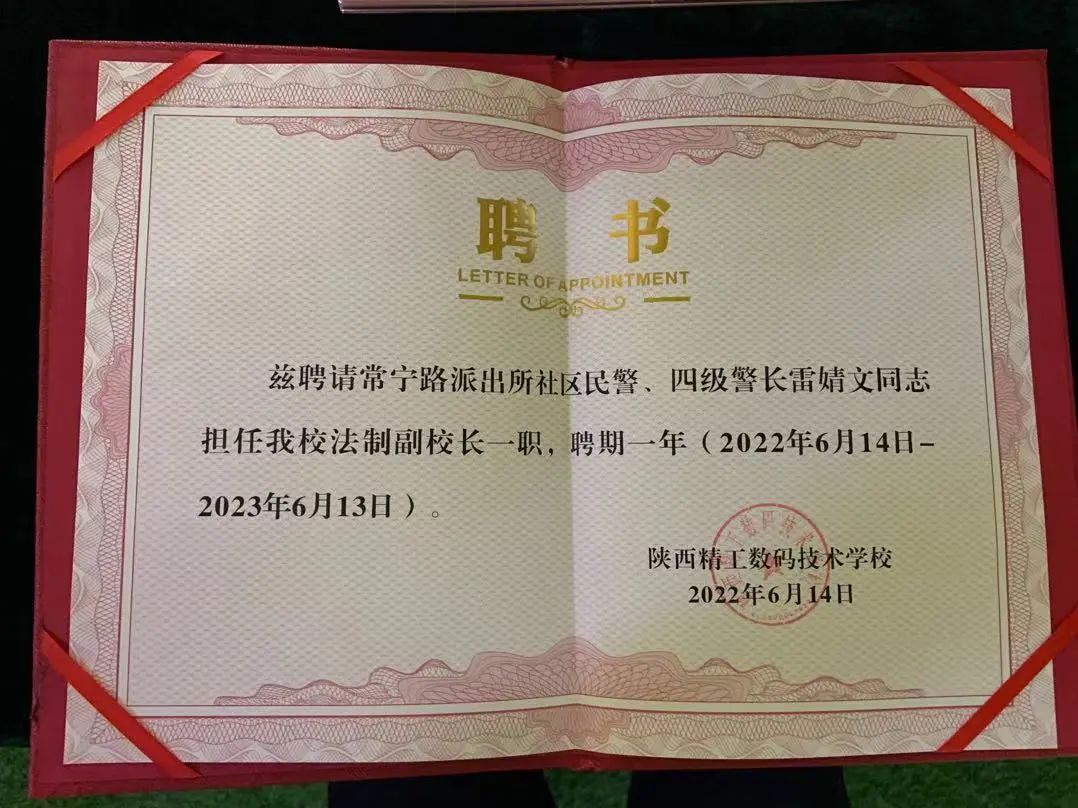 聘 书
LETTER OF APPOiNTMENT
兹聘请常宁路派出所社区民警、四级警长雷婧文同志
担任我校法制副校长一职，聘期一年（2022年6月14日-
2023年6月13日）。
陕西精工数码技术学校
2022年6月14日